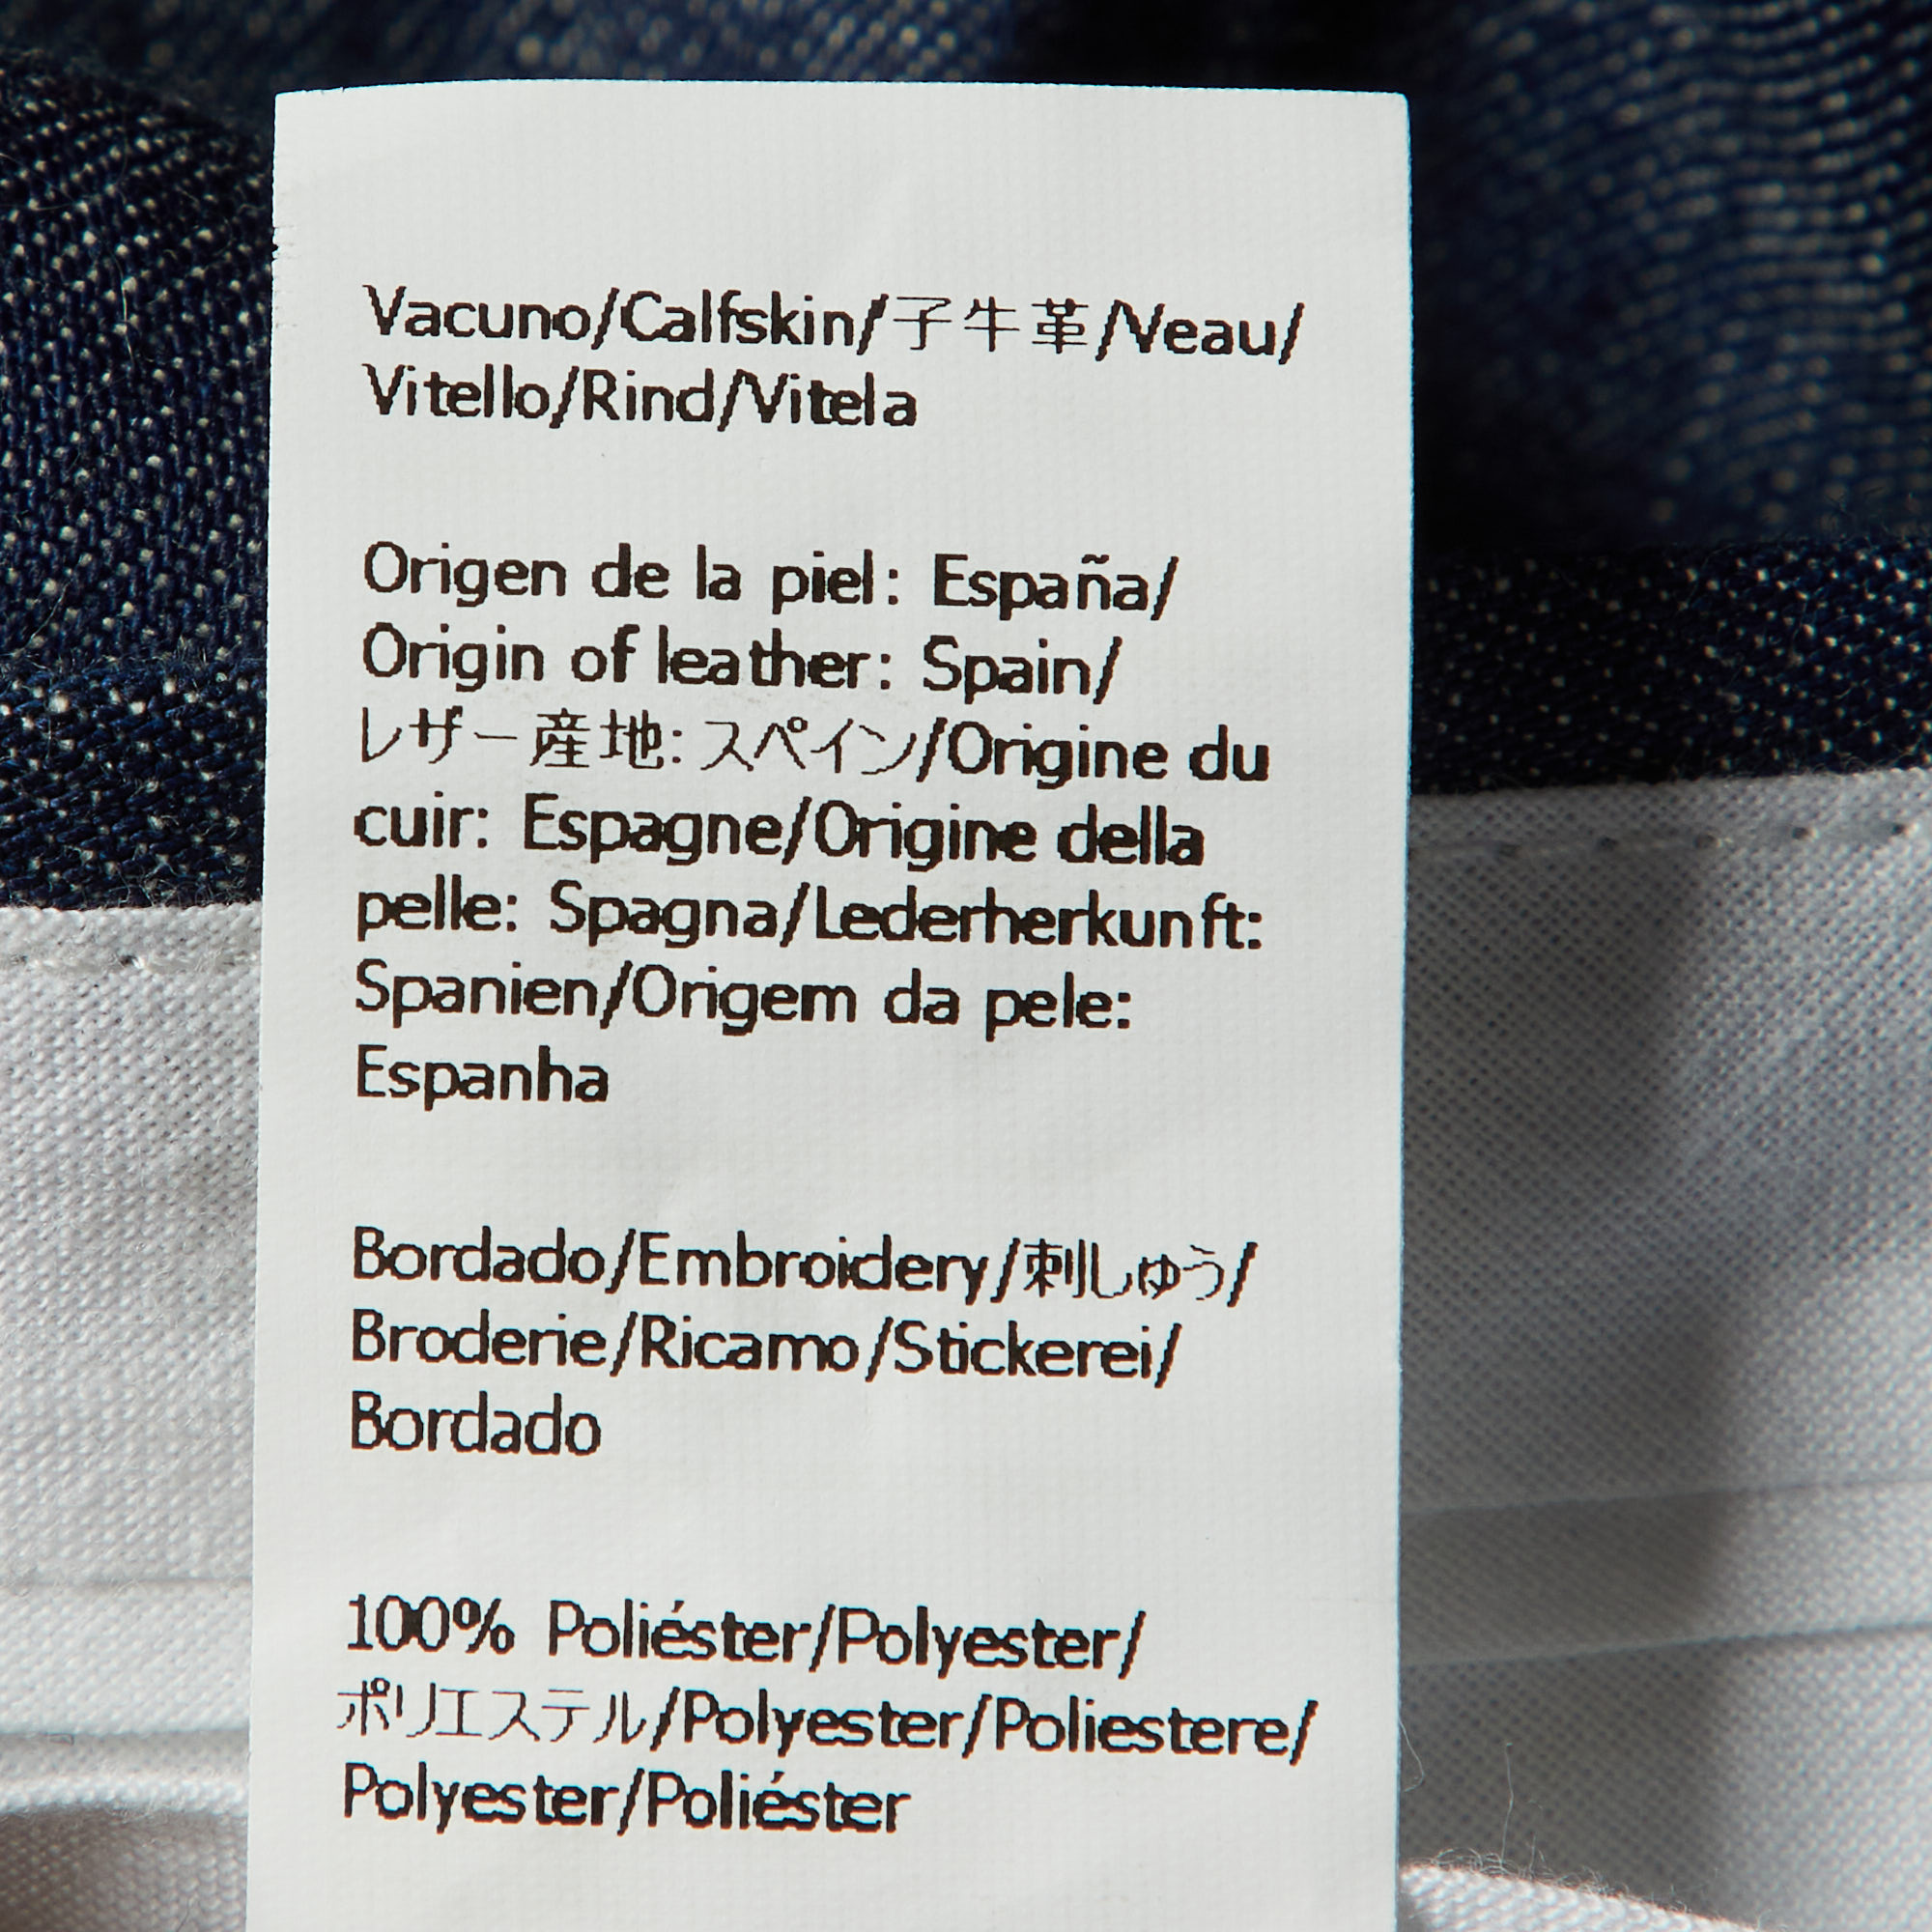 Vacuno/Calfskin/子牛革/Veau/
Vitello/Rind/Vitela
Origen de la piel: España/
Origin of leather: Spain/
レザー産地: スペイン/Origine du
cuir: Espagne/Origine della
pelle: Spagna/Lederherkunft:
Spanien/Origem da pele:
Espanha
Bordado/Embroidery/刺しゅう/
Broderie/Ricamo/Stickerei/
Bordado
100% Poliéster/Polyester/
ポリエステル/Polyester/Poliestere/
Polyester/Poliéster